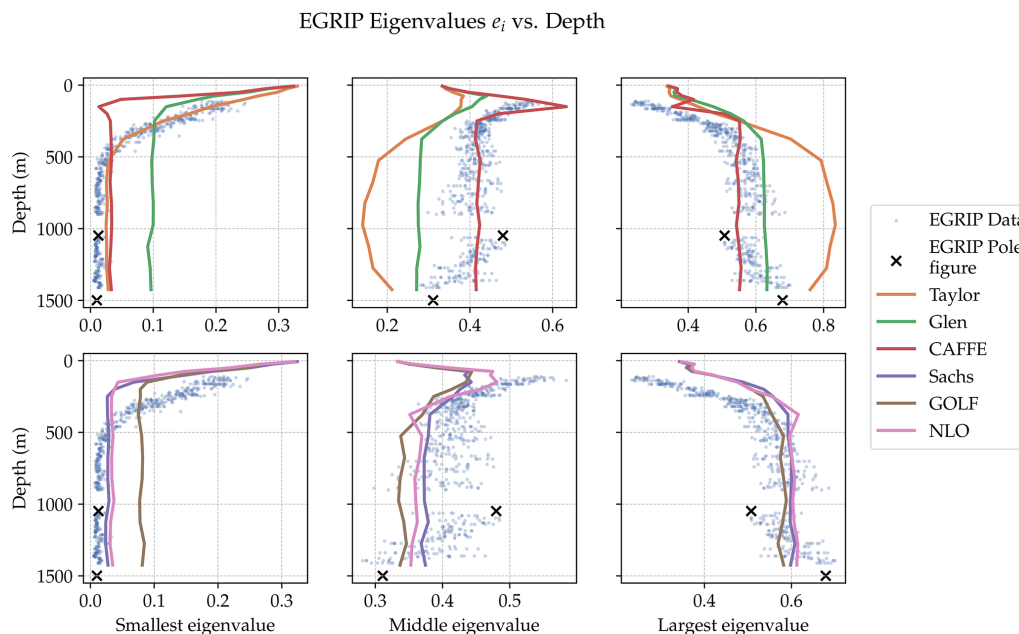 EGRIP Eigenvalues e_i vs. Depth
0
500
1000
1500
Depth (m)
0.0 0.1 0.2 0.3
0.2 0.4 0.6
0.4 0.6 0.8
0
500
1000
1500
Depth (m)
0.0 0.1 0.2 0.3
0.3 0.4 0.5
0.4 0.6
Smallest eigenvalue
Middle eigenvalue
Largest eigenvalue
EGRIP Data
EGRIP Pole
figure
Taylor
Glen
CAFFE
Sachs
GOLF
NLO